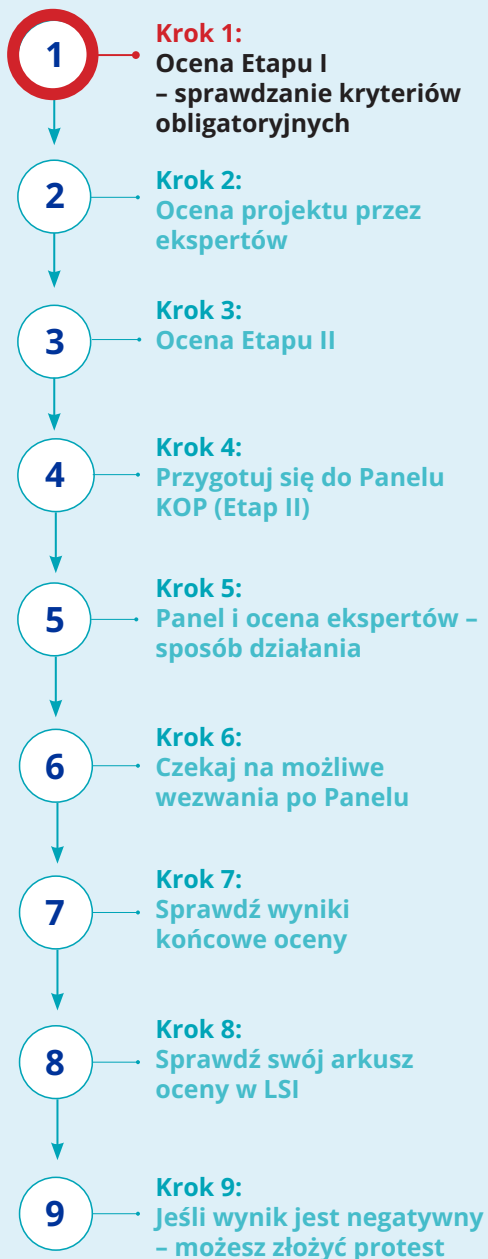 1
Krok 1:
Ocena Etapu I
– sprawdzanie kryteriów
obligatoryjnych
2
Krok 2:
Ocena projektu przez
ekspertów
3
Krok 3:
Ocena Etapu II
4
Krok 4:
Przygotuj się do Panelu
KOP (Etap II)
5
Krok 5:
Panel i ocena ekspertów –
sposób działania
6
Krok 6:
Czekaj na możliwe
wezwania po Panelu
7
Krok 7:
Sprawdź wyniki
końcowe oceny
8
Krok 8:
Sprawdź swój arkusz
oceny w LSI
9
Krok 9:
Jeśli wynik jest negatywny
– możesz złożyć protest